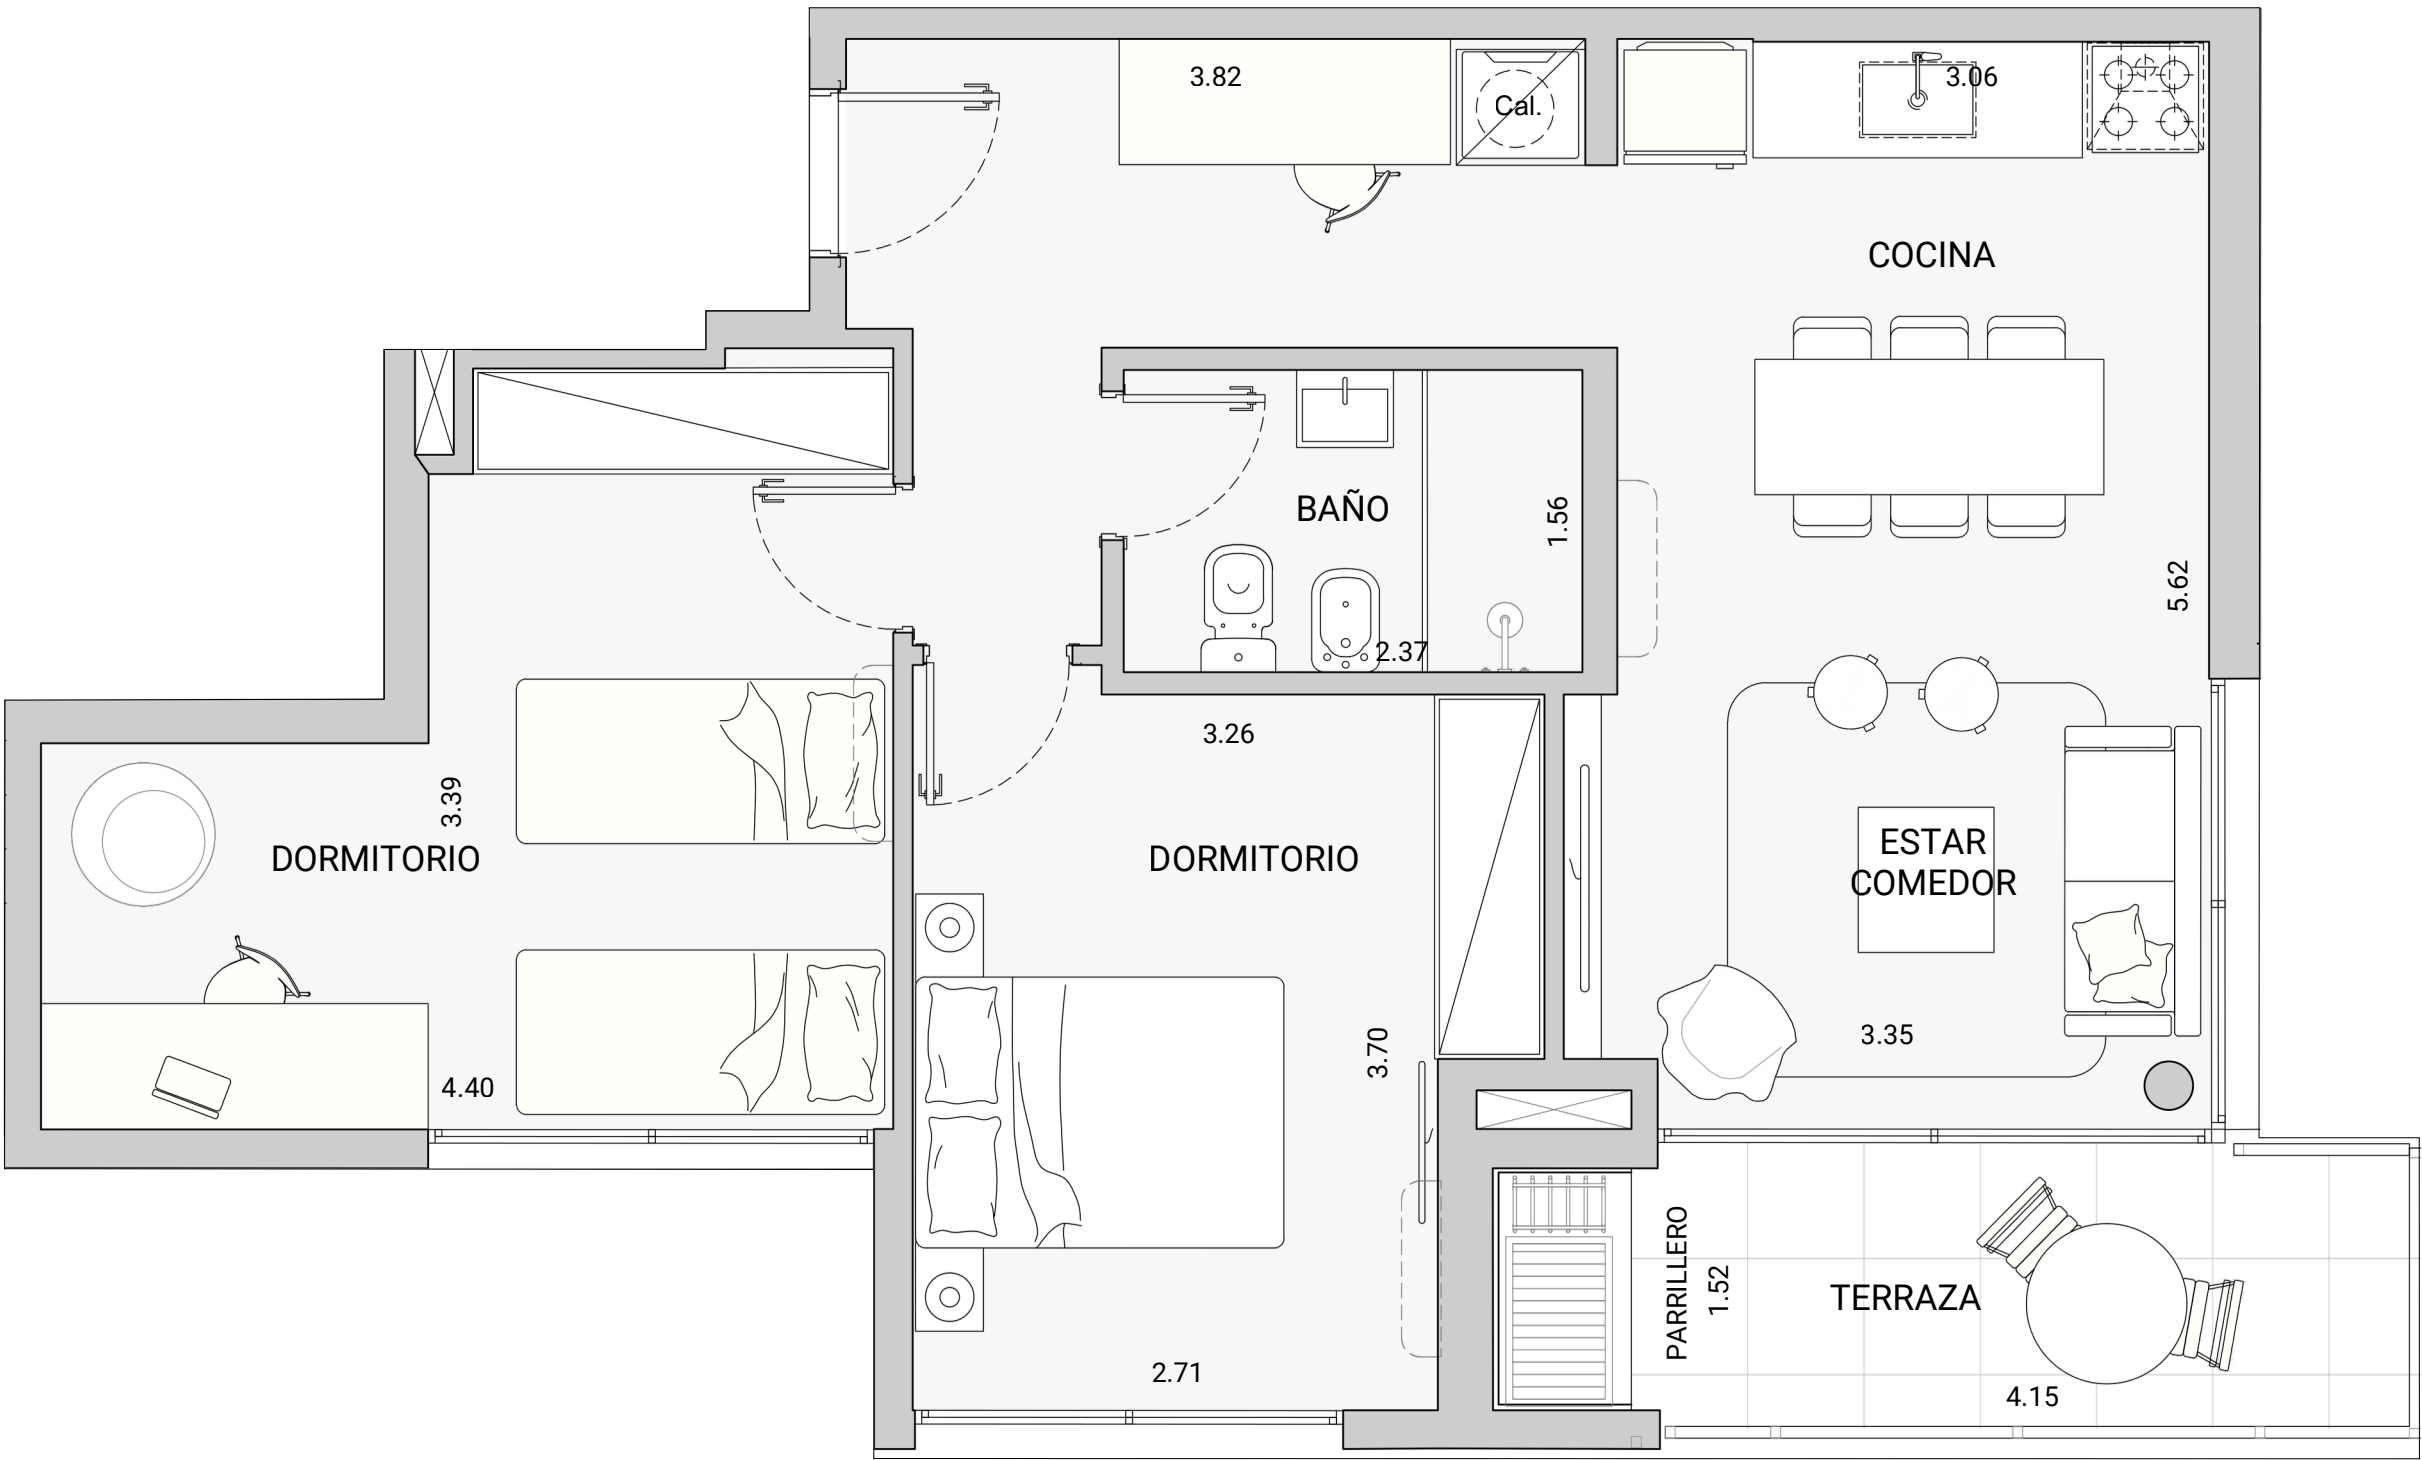 3.82
Cal.
3.06
COCINA
BAÑO
1.56
5.62
2.37
3.26
3.39
DORMITORIO
DORMITORIO
ESTAR
COMEDOR
3.35
3.70
4.40
PARRILLERO
1.52
TERRAZA
2.71
4.15